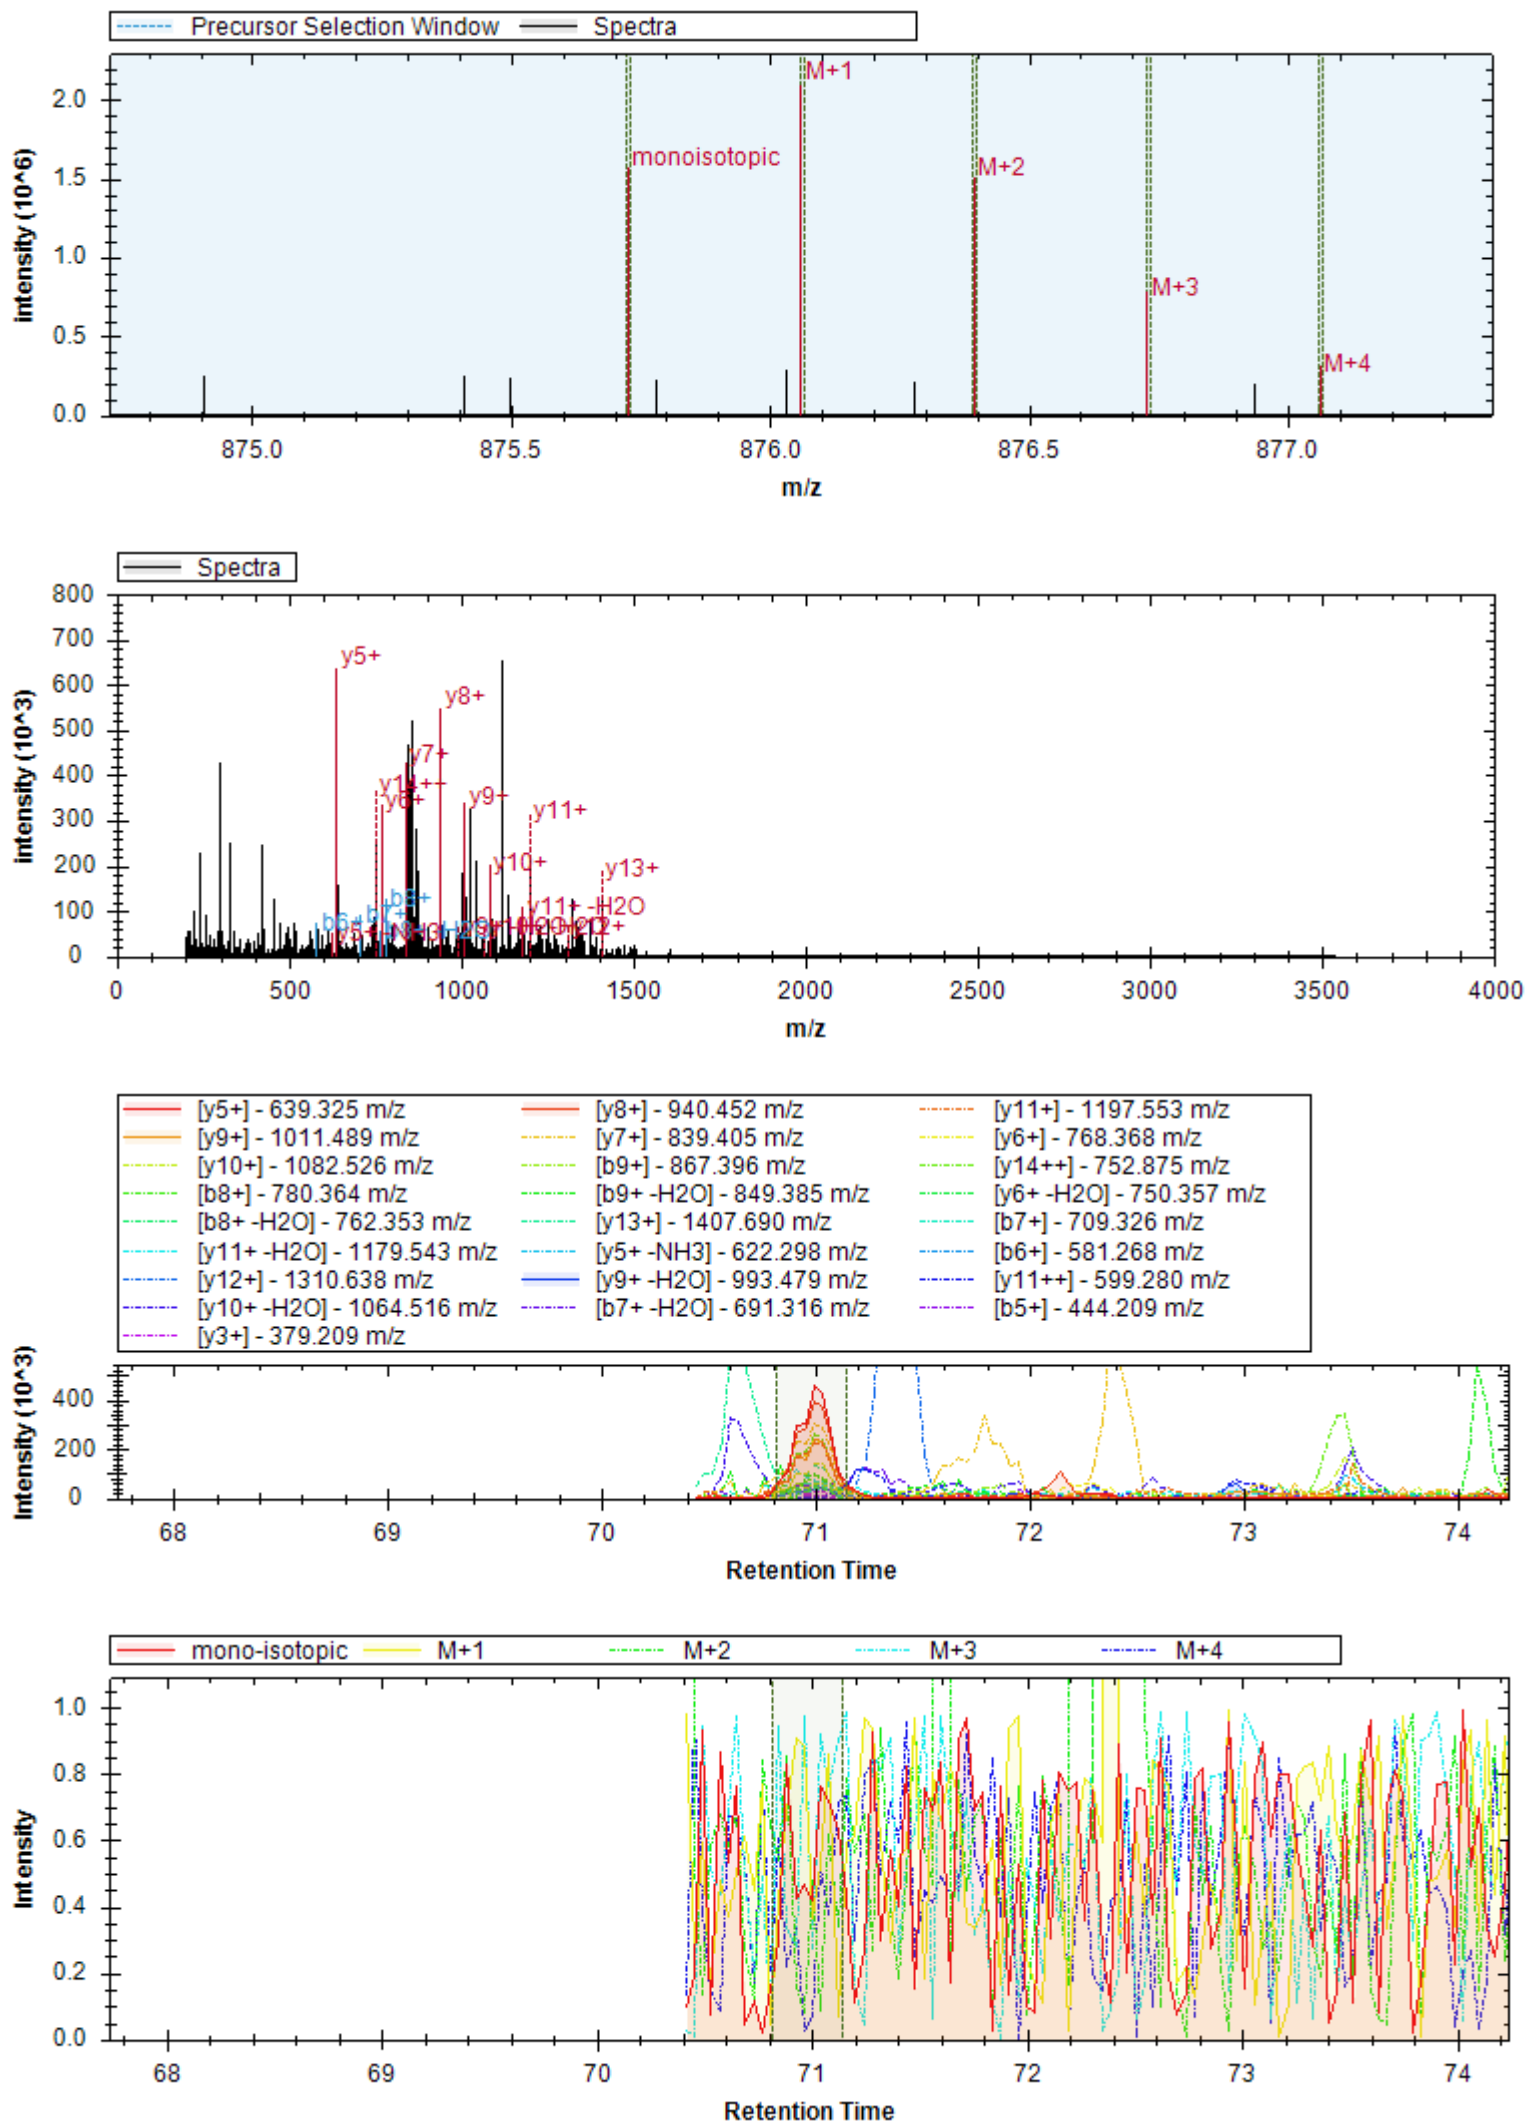 Precursor Selection Window Spectra
intensity (10^6)
2.0
1.5
1.0
0.5
0.0
monoisotopic
M+1
M+2
M+3
M+4
875.0 875.5 876.0 876.5 877.0
m/z
Spectra
intensity (10^3)
800
700
600
500
400
300
200
100
0
y5+
y8+
y7+
y14++
y6+
y9+
y11+
y10+
y13+
b8+
b6+
y11+ -H2O
0 500 1000 1500 2000 2500 3000 3500 4000
m/z
[y5+] - 639.325 m/z [y8+] - 940.452 m/z [y11+] - 1197.553 m/z
[y9+] - 1011.489 m/z [y7+] - 839.405 m/z [y6+] - 768.368 m/z
[y10+] - 1082.526 m/z [b9+] - 867.396 m/z [y14++] - 752.875 m/z
[b8+] - 780.364 m/z [b9+ -H2O] - 849.385 m/z [y6+ -H2O] - 750.357 m/z
[b8+ -H2O] - 762.353 m/z [y13+] - 1407.690 m/z [b7+] - 709.326 m/z
[y11+ -H2O] - 1179.543 m/z [y5+ -NH3] - 622.298 m/z [b6+] - 581.268 m/z
[y12+] - 1310.638 m/z [y9+ -H2O] - 993.479 m/z [y11++] - 599.280 m/z
[y10+ -H2O] - 1064.516 m/z [b7+ -H2O] - 691.316 m/z [b5+] - 444.209 m/z
[y3+] - 379.209 m/z
Intensity (10^3)
400
200
0
68 69 70 71 72 73 74
Retention Time
mono-isotopic M+1 M+2 M+3 M+4
Intensity
1.0
0.8
0.6
0.4
0.2
0.0
68 69 70 71 72 73 74
Retention Time